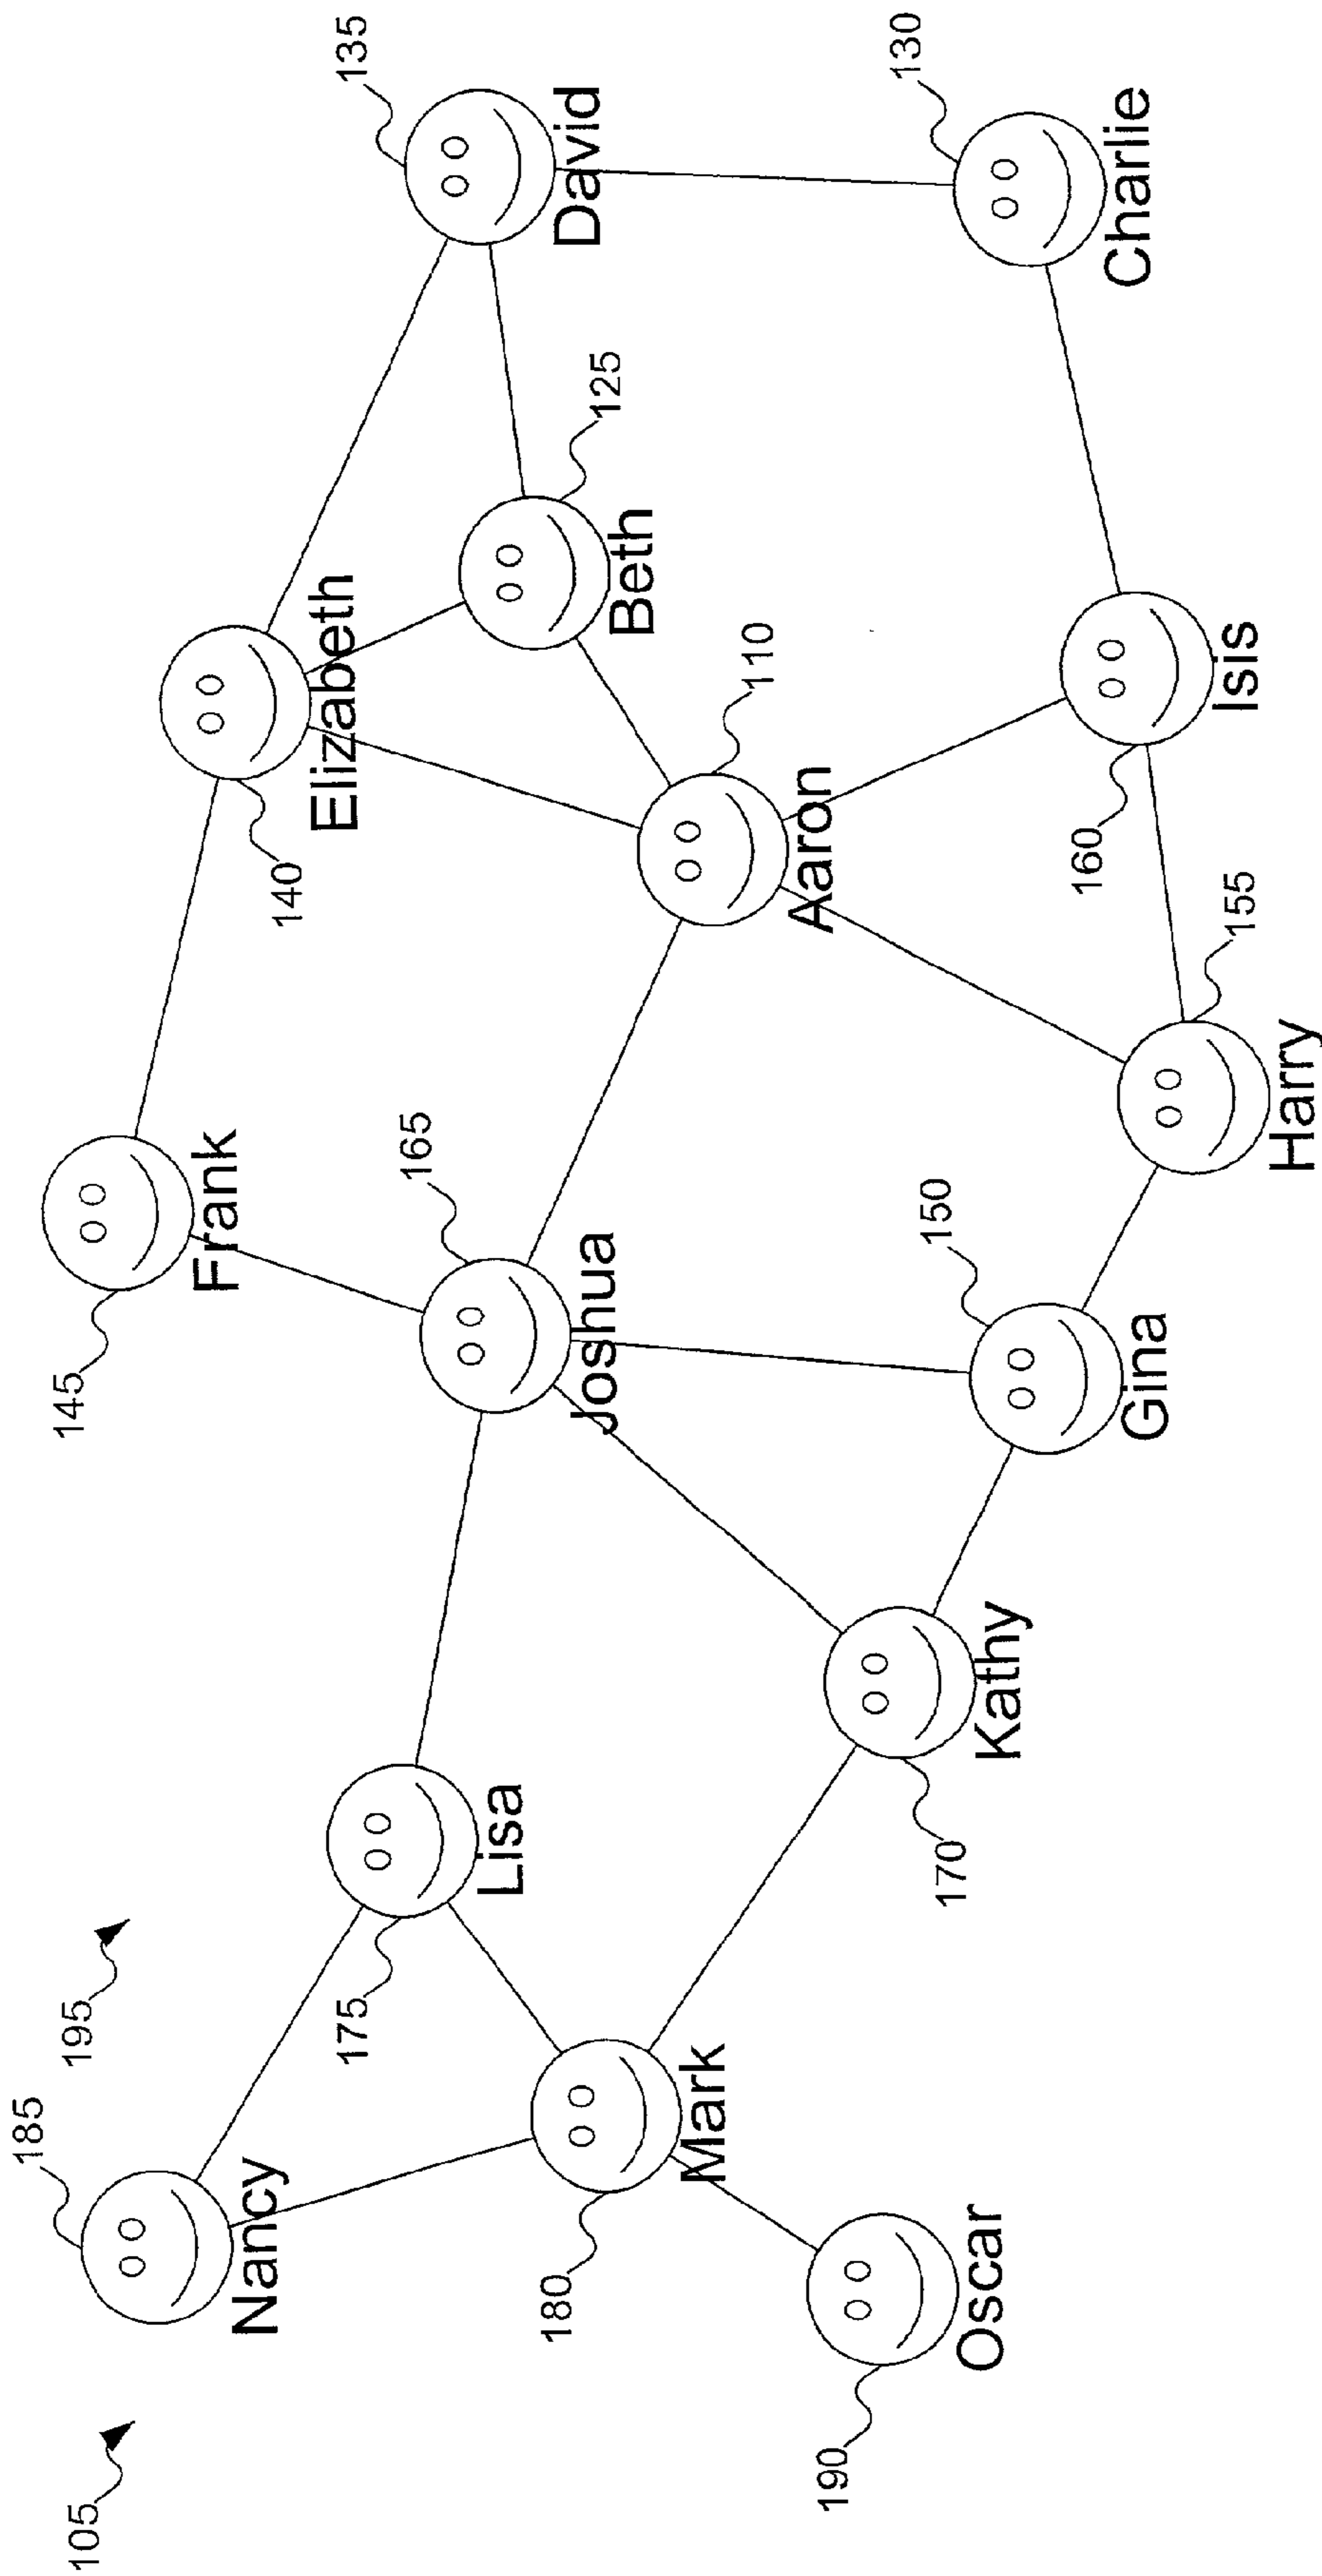 185
145
195
105
Frank
Nancy
140
Elizabeth
175
135
165
Lisa
180
David
Joshua
125
Beth
Mark
110
Aaron
190
130
150
170
Oscar
Kathy
160
Charlie
Gina
Isis
155
Harry